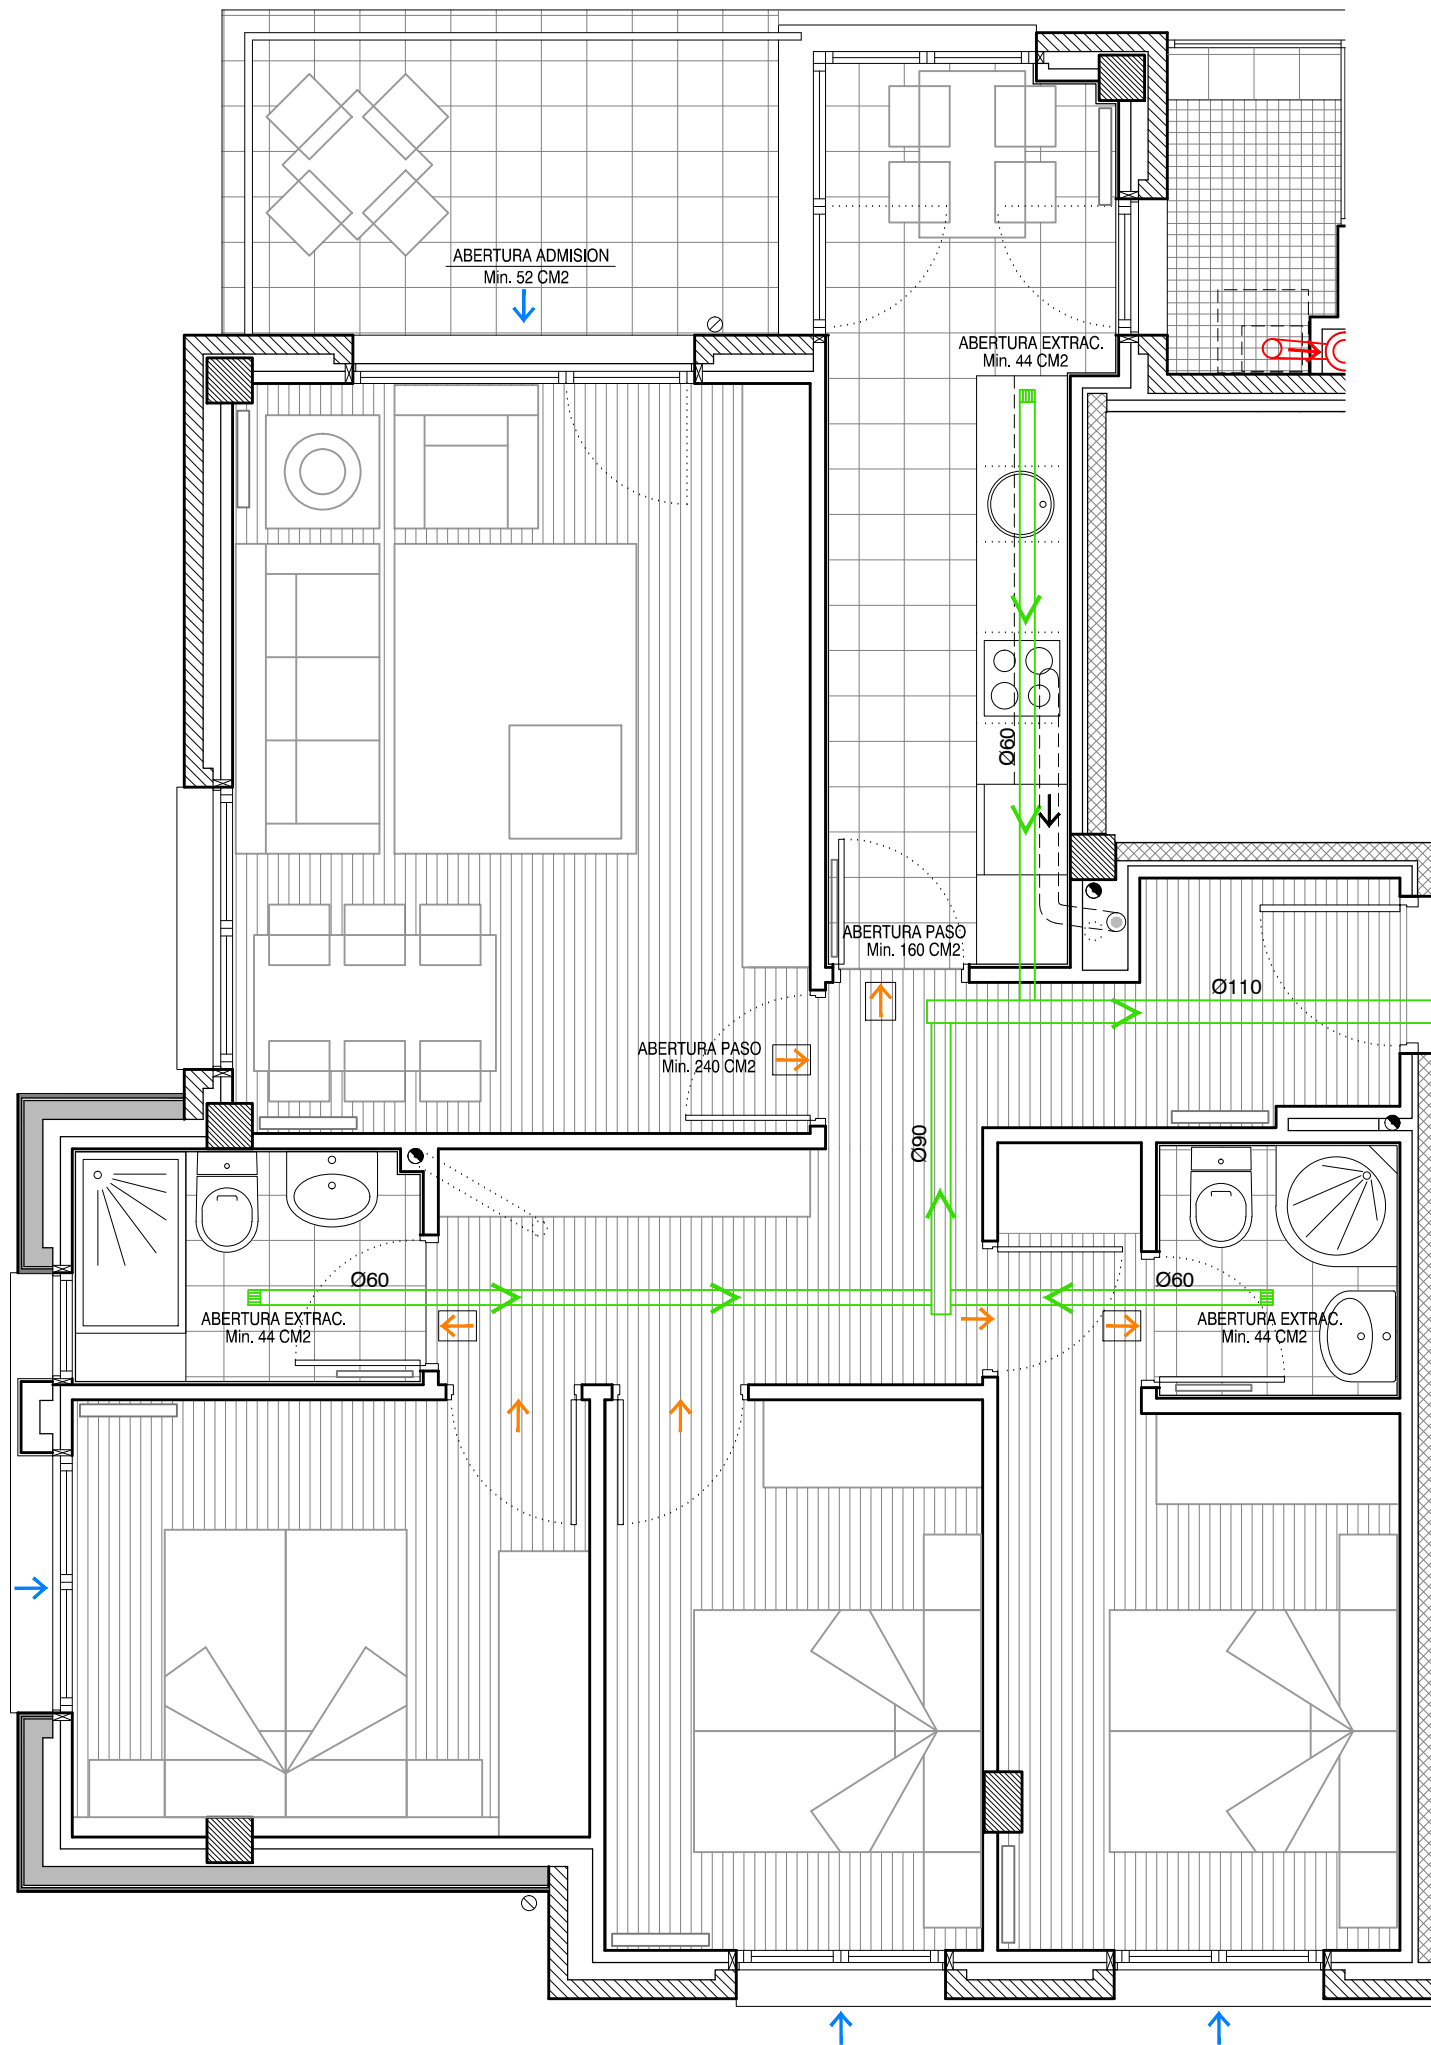 ABERTURA ADMISION
Min. 52 CM2
ABERTURA EXTRAC.
Min. 44 CM2
Ø60
ABERTURA PASO
Min. 160 CM2
Ø110
ABERTURA PASO
Min. 240 CM2
Ø90
Ø60
Ø60
ABERTURA EXTRAC.
Min. 44 CM2
ABERTURA EXTRAC.
Min. 44 CM2